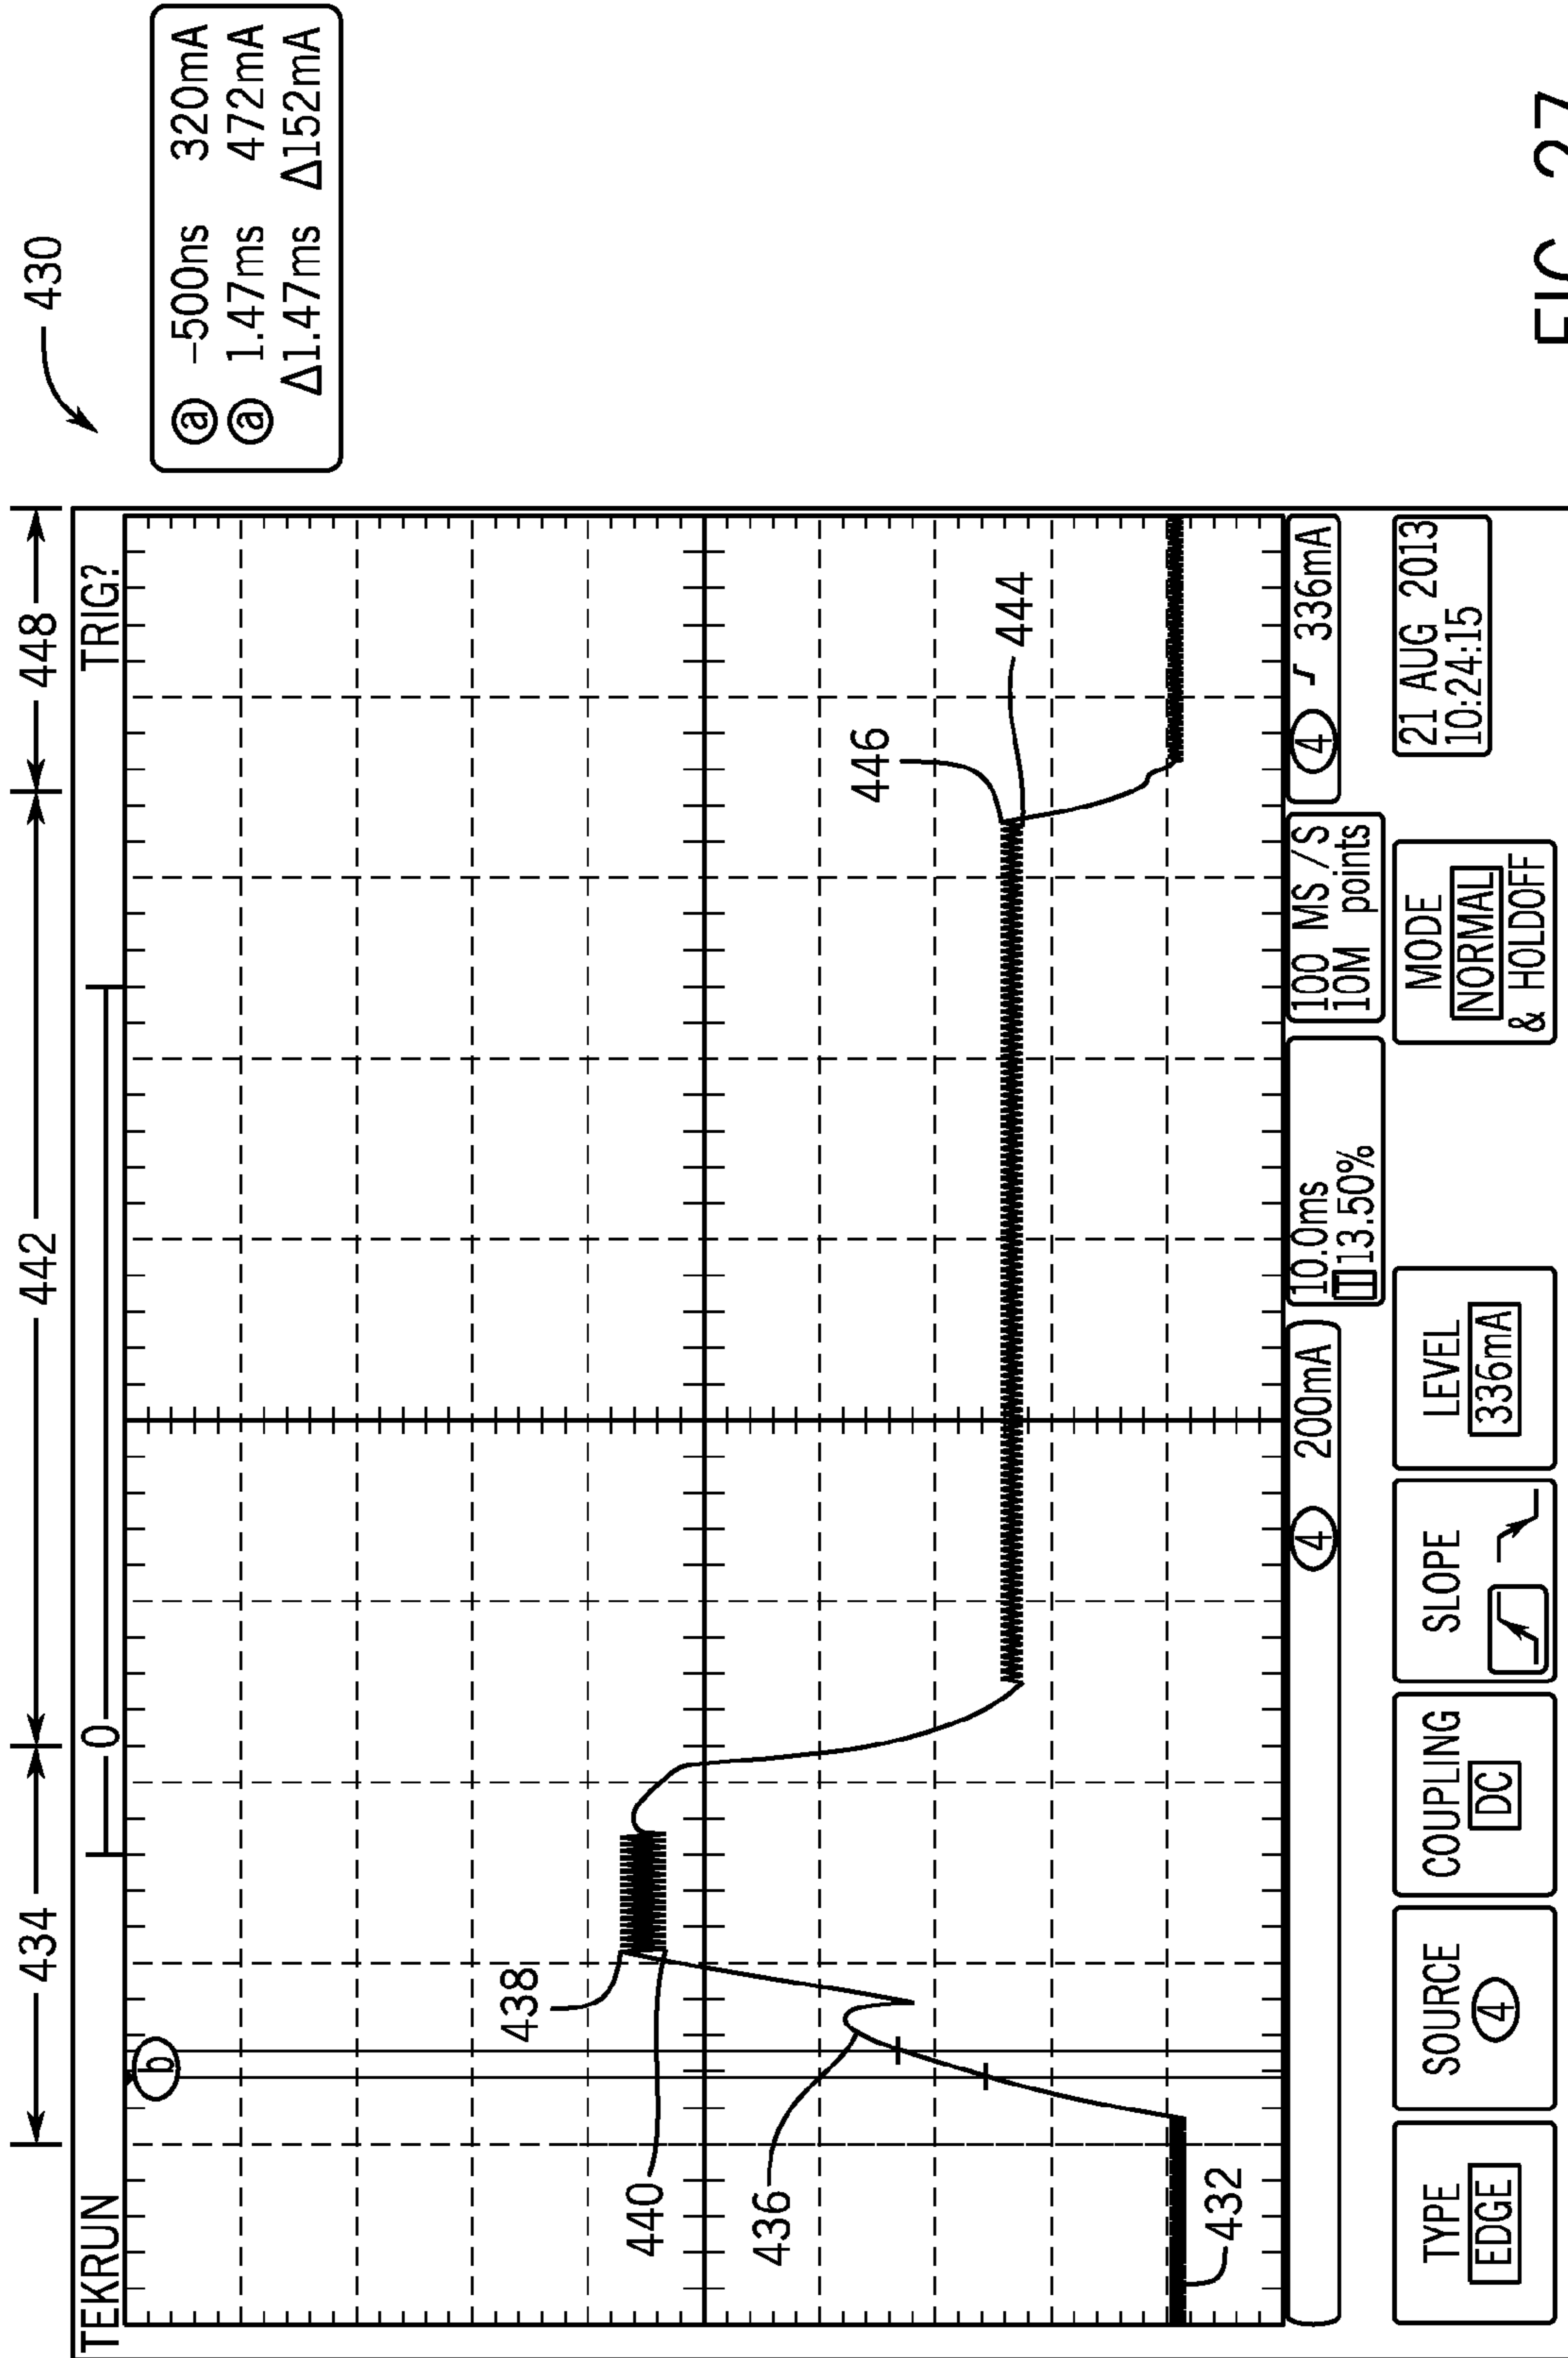 430
434
442
448
TEKRUN
0
TRIG?
ⓐ -500ns 320mA
ⓐ 1.47ms 472mA
Δ1.47ms Δ152mA
b
438
440
436
432
446
444
④ 200mA
10.0ms
T 13.50%
100 MS/S
10M points
④ 336mA
TYPE
EDGE
SOURCE
④
COUPLING
DC
SLOPE
LEVEL
336mA
MODE
NORMAL
& HOLDOFF
21 AUG 2013
10:24:15
FIG. 27